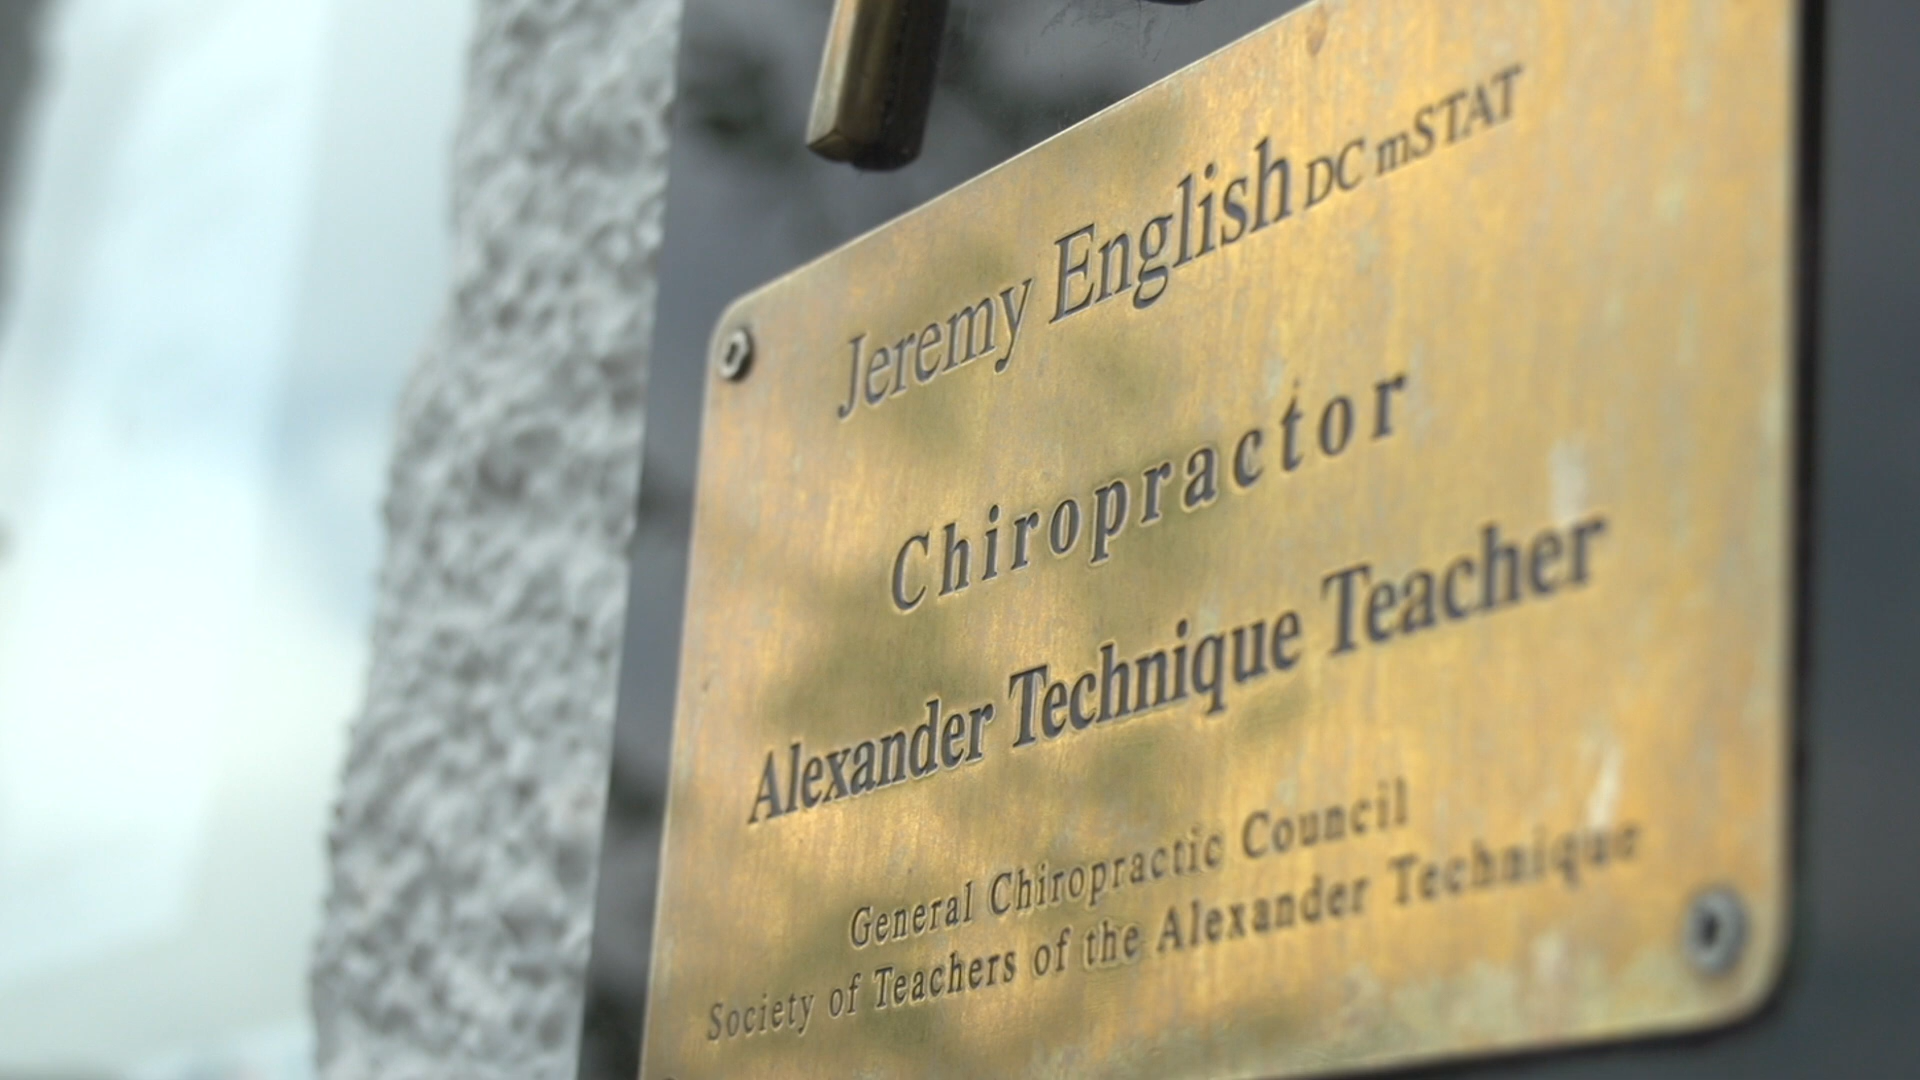 Jeremy English DC mSTAT
Chiropractor
Alexander Technique Teacher
General Chiropractic Council
Society of Teachers of the Alexander Technique